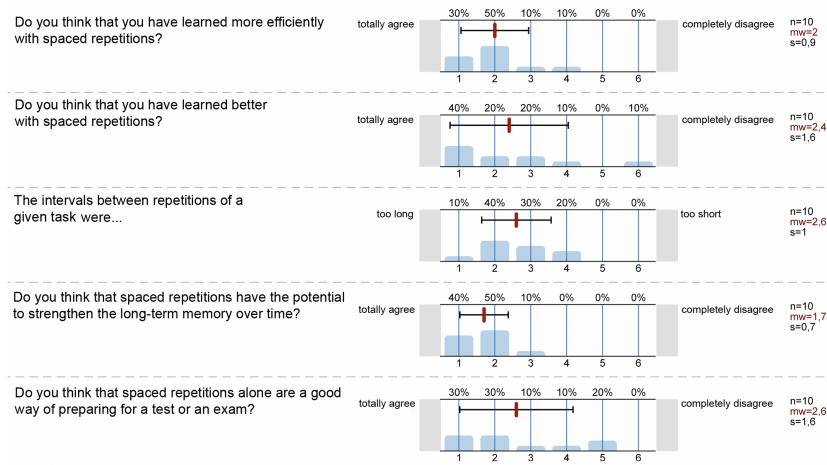 Do you think that you have learned more efficiently
with spaced repetitions?
totally agree
30% 50% 10% 10% 0% 0%
1 2 3 4 5 6
completely disagree
n=10
mw=2
s=0,9
Do you think that you have learned better
with spaced repetitions?
totally agree
40% 20% 20% 10% 0% 10%
1 2 3 4 5 6
completely disagree
n=10
mw=2,4
s=1,6
The intervals between repetitions of a
given task were...
too long
10% 40% 30% 20% 0% 0%
1 2 3 4 5 6
too short
n=10
mw=2,6
s=1
Do you think that spaced repetitions have the potential
to strengthen the long-term memory over time?
totally agree
40% 50% 10% 0% 0% 0%
1 2 3 4 5 6
completely disagree
n=10
mw=1,7
s=0,7
Do you think that spaced repetitions alone are a good
way of preparing for a test or an exam?
totally agree
30% 30% 10% 10% 20% 0%
1 2 3 4 5 6
completely disagree
n=10
mw=2,6
s=1,6